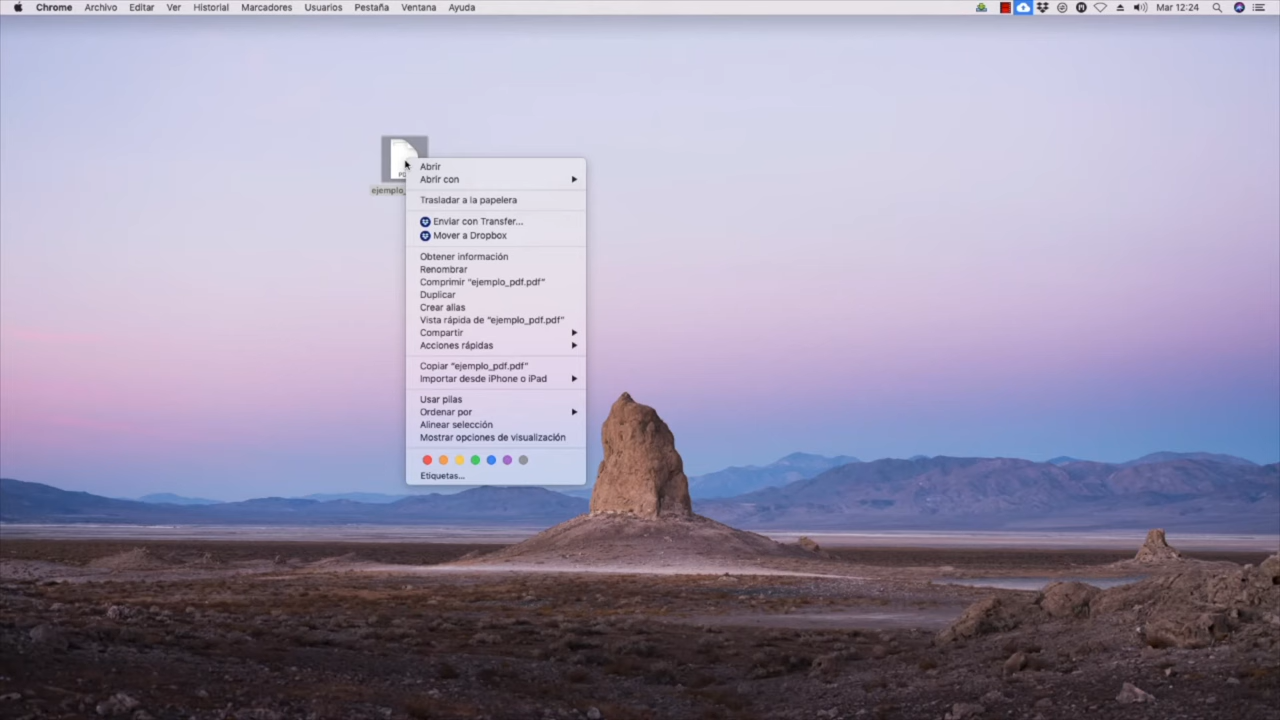 Chrome Archivo Editar Ver Historial Marcadores Usuarios Pestaña Ventana Ayuda Mar 12:24
ejemplo_
Abrir
Abrir con
Trasladar a la papelera
Enviar con Transfer...
Mover a Dropbox
Obtener información
Renombrar
Comprimir "ejemplo_pdf.pdf"
Duplicar
Crear alias
Vista rápida de "ejemplo_pdf.pdf"
Compartir
Acciones rápidas
Copiar "ejemplo_pdf.pdf"
Importar desde iPhone o iPad
Usar pilas
Ordenar por
Alinear selección
Mostrar opciones de visualización
Etiquetas...